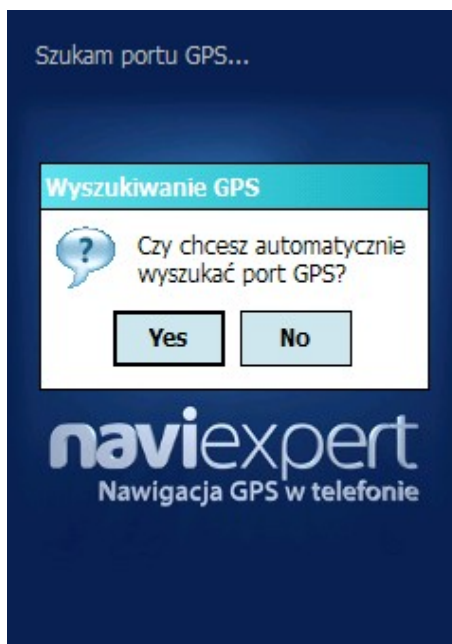 Szukam portu GPS...
Wyszukiwanie GPS
?
Czy chcesz automatycznie
wyszukać port GPS?
Yes No
naviexpert
Nawigacja GPS w telefonie